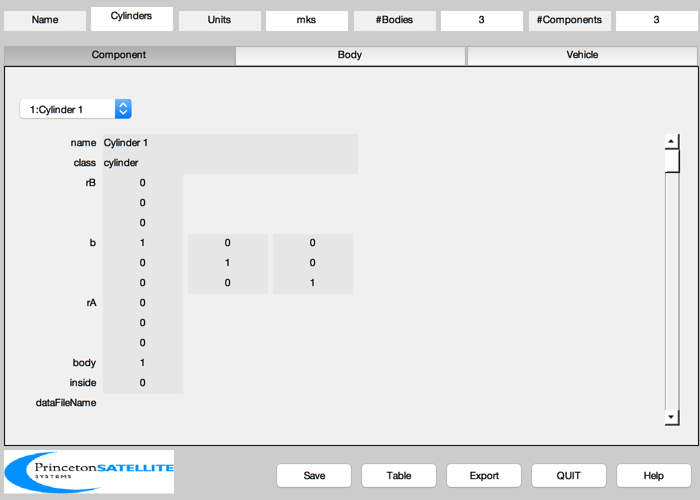 Name Cylinders Units mks #Bodies 3 #Components 3
Component Body Vehicle
1:Cylinder 1
name Cylinder 1
class cylinder
rB 0
0
0
b 1 0 0
0 1 0
0 0 1
rA 0
0
0
body 1
inside 0
dataFileName
PrincetonSATELLITE
SYSTEMS
Save Table Export QUIT Help